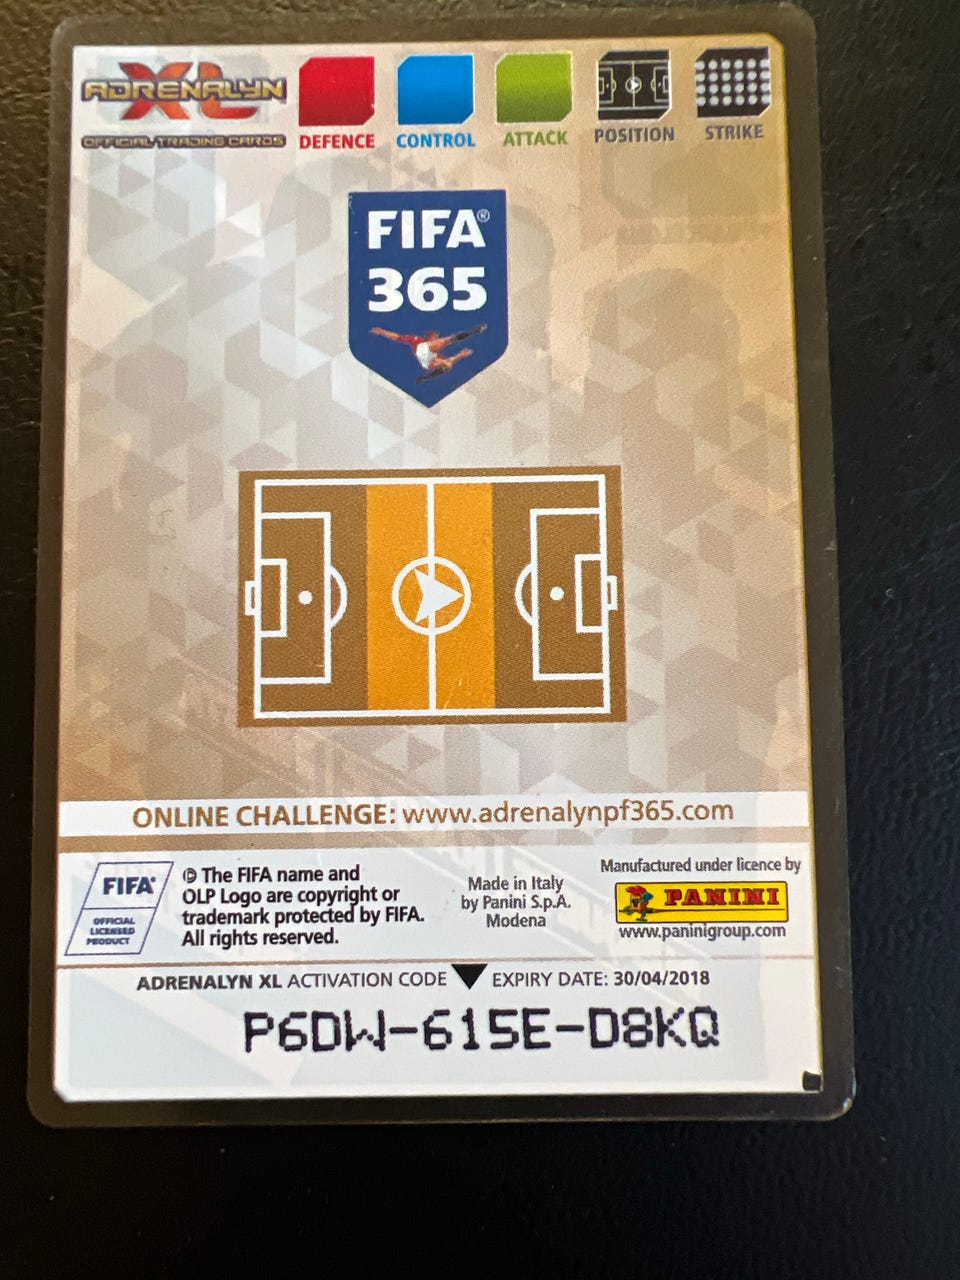 ADRENALYN XL
OFFICIAL TRADING CARDS
DEFENCE
CONTROL
ATTACK
POSITION
STRIKE
FIFA®
365
ONLINE CHALLENGE: www.adrenalynpf365.com
FIFA®
OFFICIAL
LICENSED
PRODUCT
© The FIFA name and
OLP Logo are copyright or
trademark protected by FIFA.
All rights reserved.
Made in Italy
by Panini S.p.A.
Modena
Manufactured under licence by
PANINI
www.paninigroup.com
ADRENALYN XL ACTIVATION CODE
EXPIRY DATE: 30/04/2018
P6DW-615E-D8KQ